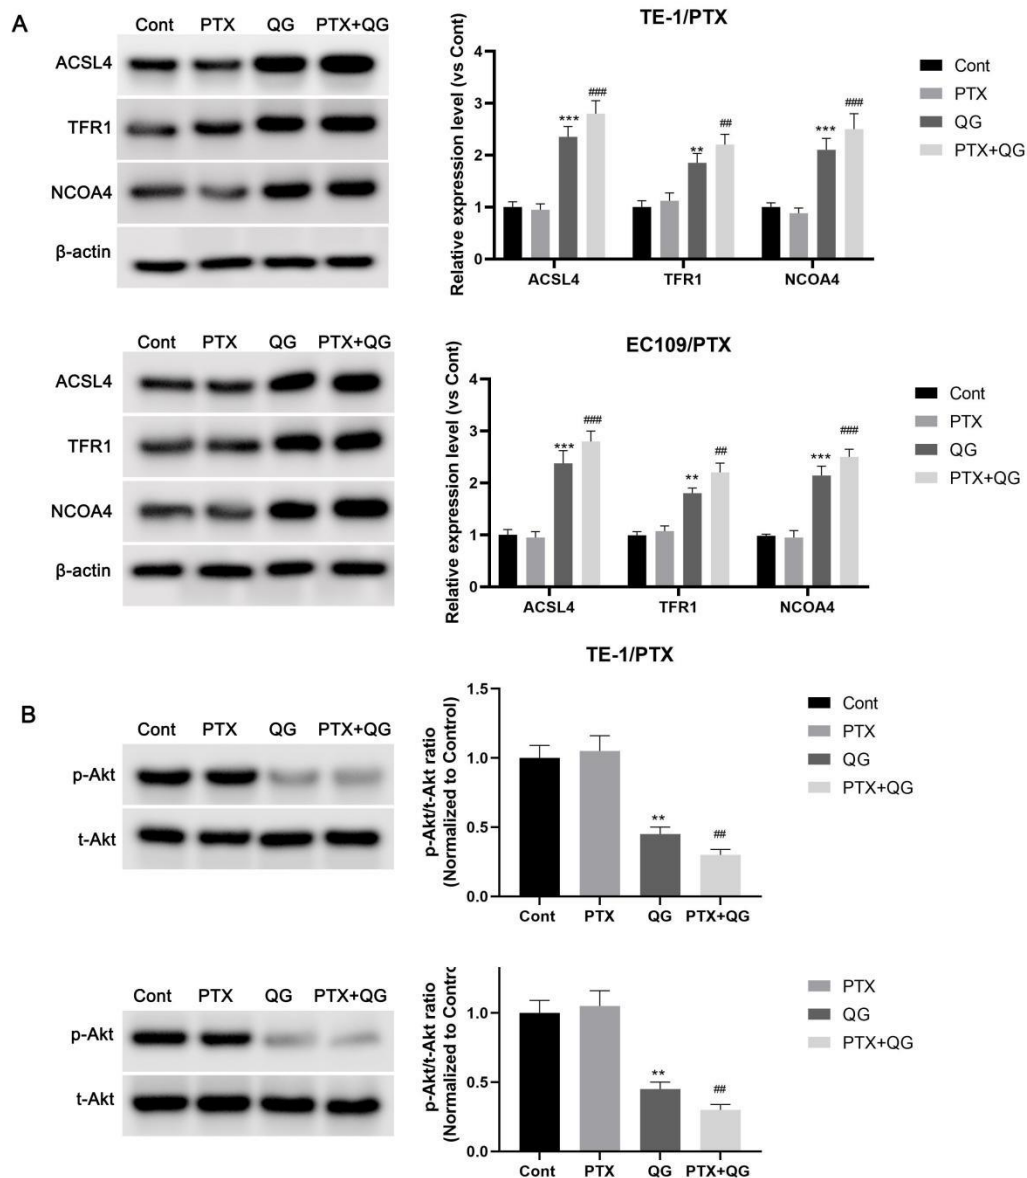 A
Cont PTX QG PTX+QG
ACSL4
TFR1
NCOA4
β-actin
TE-1/PTX
Relative expression level (vs Cont)
4
3
2
1
0
*** ###
** ##
*** ###
ACSL4 TFR1 NCOA4
Cont
PTX
QG
PTX+QG
Cont PTX QG PTX+QG
ACSL4
TFR1
NCOA4
β-actin
EC109/PTX
Relative expression level (vs Cont)
4
3
2
1
0
*** ###
** ##
*** ###
ACSL4 TFR1 NCOA4
Cont
PTX
QG
PTX+QG
B
Cont PTX QG PTX+QG
p-Akt
t-Akt
TE-1/PTX
p-Akt/t-Akt ratio
(Normalized to Control)
1.5
1.0
0.5
0.0
** ##
Cont PTX QG PTX+QG
Cont
PTX
QG
PTX+QG
Cont PTX QG PTX+QG
p-Akt
t-Akt
p-Akt/t-Akt ratio
(Normalized to Control
1.0
0.5
0.0
** ##
Cont PTX QG PTX+QG
PTX
QG
PTX+QG